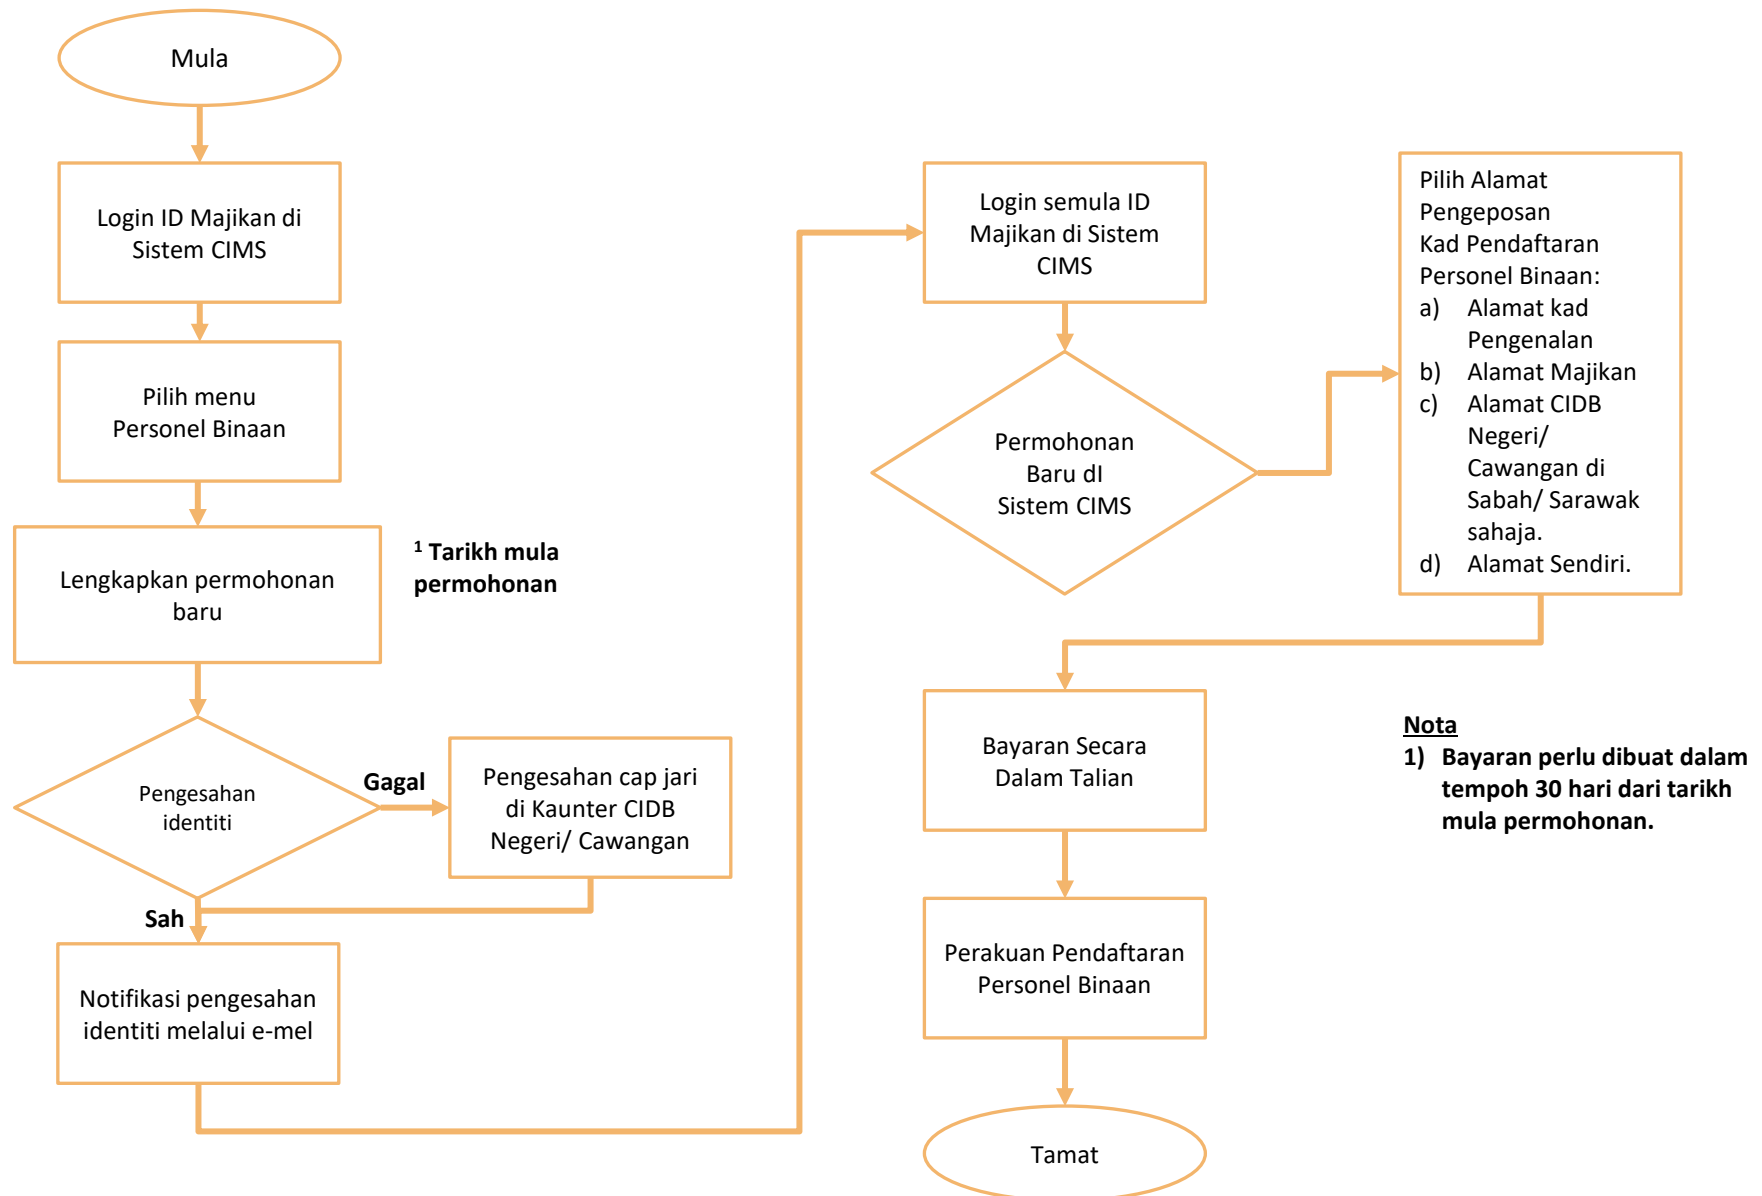 Mula
Login ID Majikan di
Sistem CIMS
Pilih menu
Personel Binaan
Lengkapkan permohonan
baru
¹ Tarikh mula
permohonan
Pengesahan
identiti
Gagal
Pengesahan cap jari
di Kaunter CIDB
Negeri/ Cawangan
Sah
Notifikasi pengesahan
identiti melalui e-mel
Login semula ID
Majikan di Sistem
CIMS
Permohonan
Baru dI
Sistem CIMS
Pilih Alamat
Pengeposan
Kad Pendaftaran
Personel Binaan:
a) Alamat kad
Pengenalan
b) Alamat Majikan
c) Alamat CIDB
Negeri/
Cawangan di
Sabah/ Sarawak
sahaja.
d) Alamat Sendiri.
Bayaran Secara
Dalam Talian
Perakuan Pendaftaran
Personel Binaan
Tamat
Nota
1) Bayaran perlu dibuat dalam
tempoh 30 hari dari tarikh
mula permohonan.